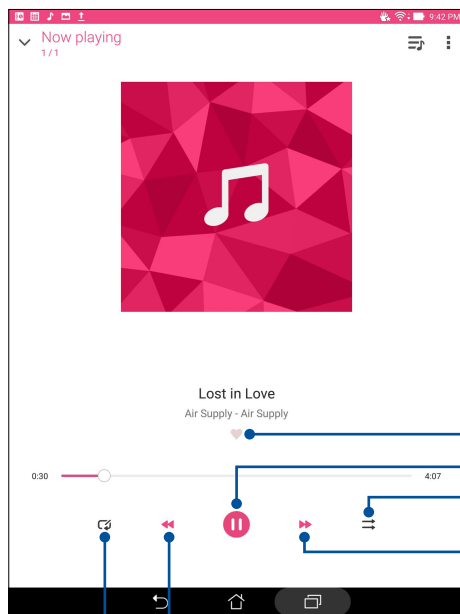 9:42 PM
Now playing
1 / 1
Lost in Love
Air Supply - Air Supply
0:30
4:07